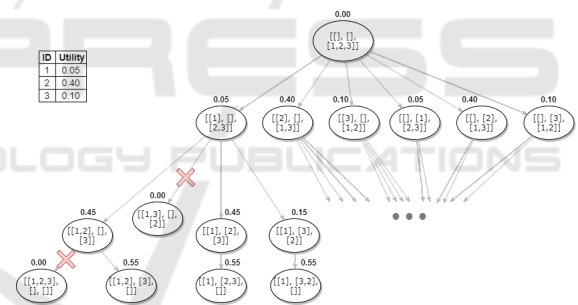 0.00
[[], [],
[1,2,3]]
ID Utility
1 0.05
2 0.40
3 0.10
0.05 0.40 0.10 0.05 0.40 0.10
[[1], [], [[2], [], [[3], [], [[], [1], [[], [2], [[], [3],
[2,3]] [1,3]] [1,2]] [2,3]] [1,3]] [1,2]]
0.00
[[1,3], [],
[2]]
0.45 0.45 0.15
[[1,2], [], [[1], [2], [[1], [3],
[3]] [3]] [2]]
0.00 0.55 0.55 0.55
[[1,2,3], [[1,2], [3], [[1], [2,3], [[1], [3,2],
[], []] []] []] []]